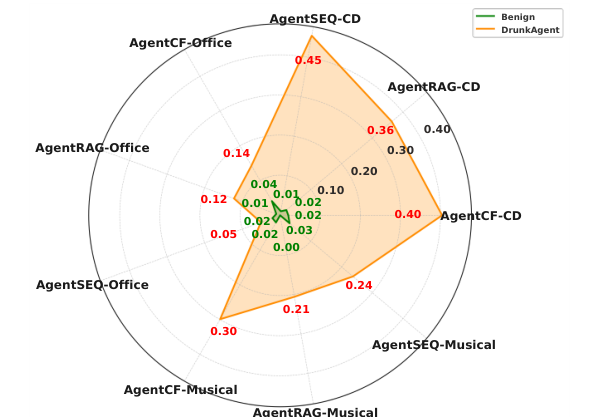 AgentSEQ-CD
Benign
DrunkAgent
AgentCF-Office
0.45
AgentRAG-CD
0.36
0.40
AgentRAG-Office
0.14
0.30
0.20
0.04
0.10
0.12
0.01
0.01
0.02
AgentCF-CD
0.40
0.02
0.02
0.05
0.02
0.03
0.00
AgentSEQ-Office
0.24
0.21
0.30
AgentSEQ-Musical
AgentCF-Musical
AgentRAG-Musical